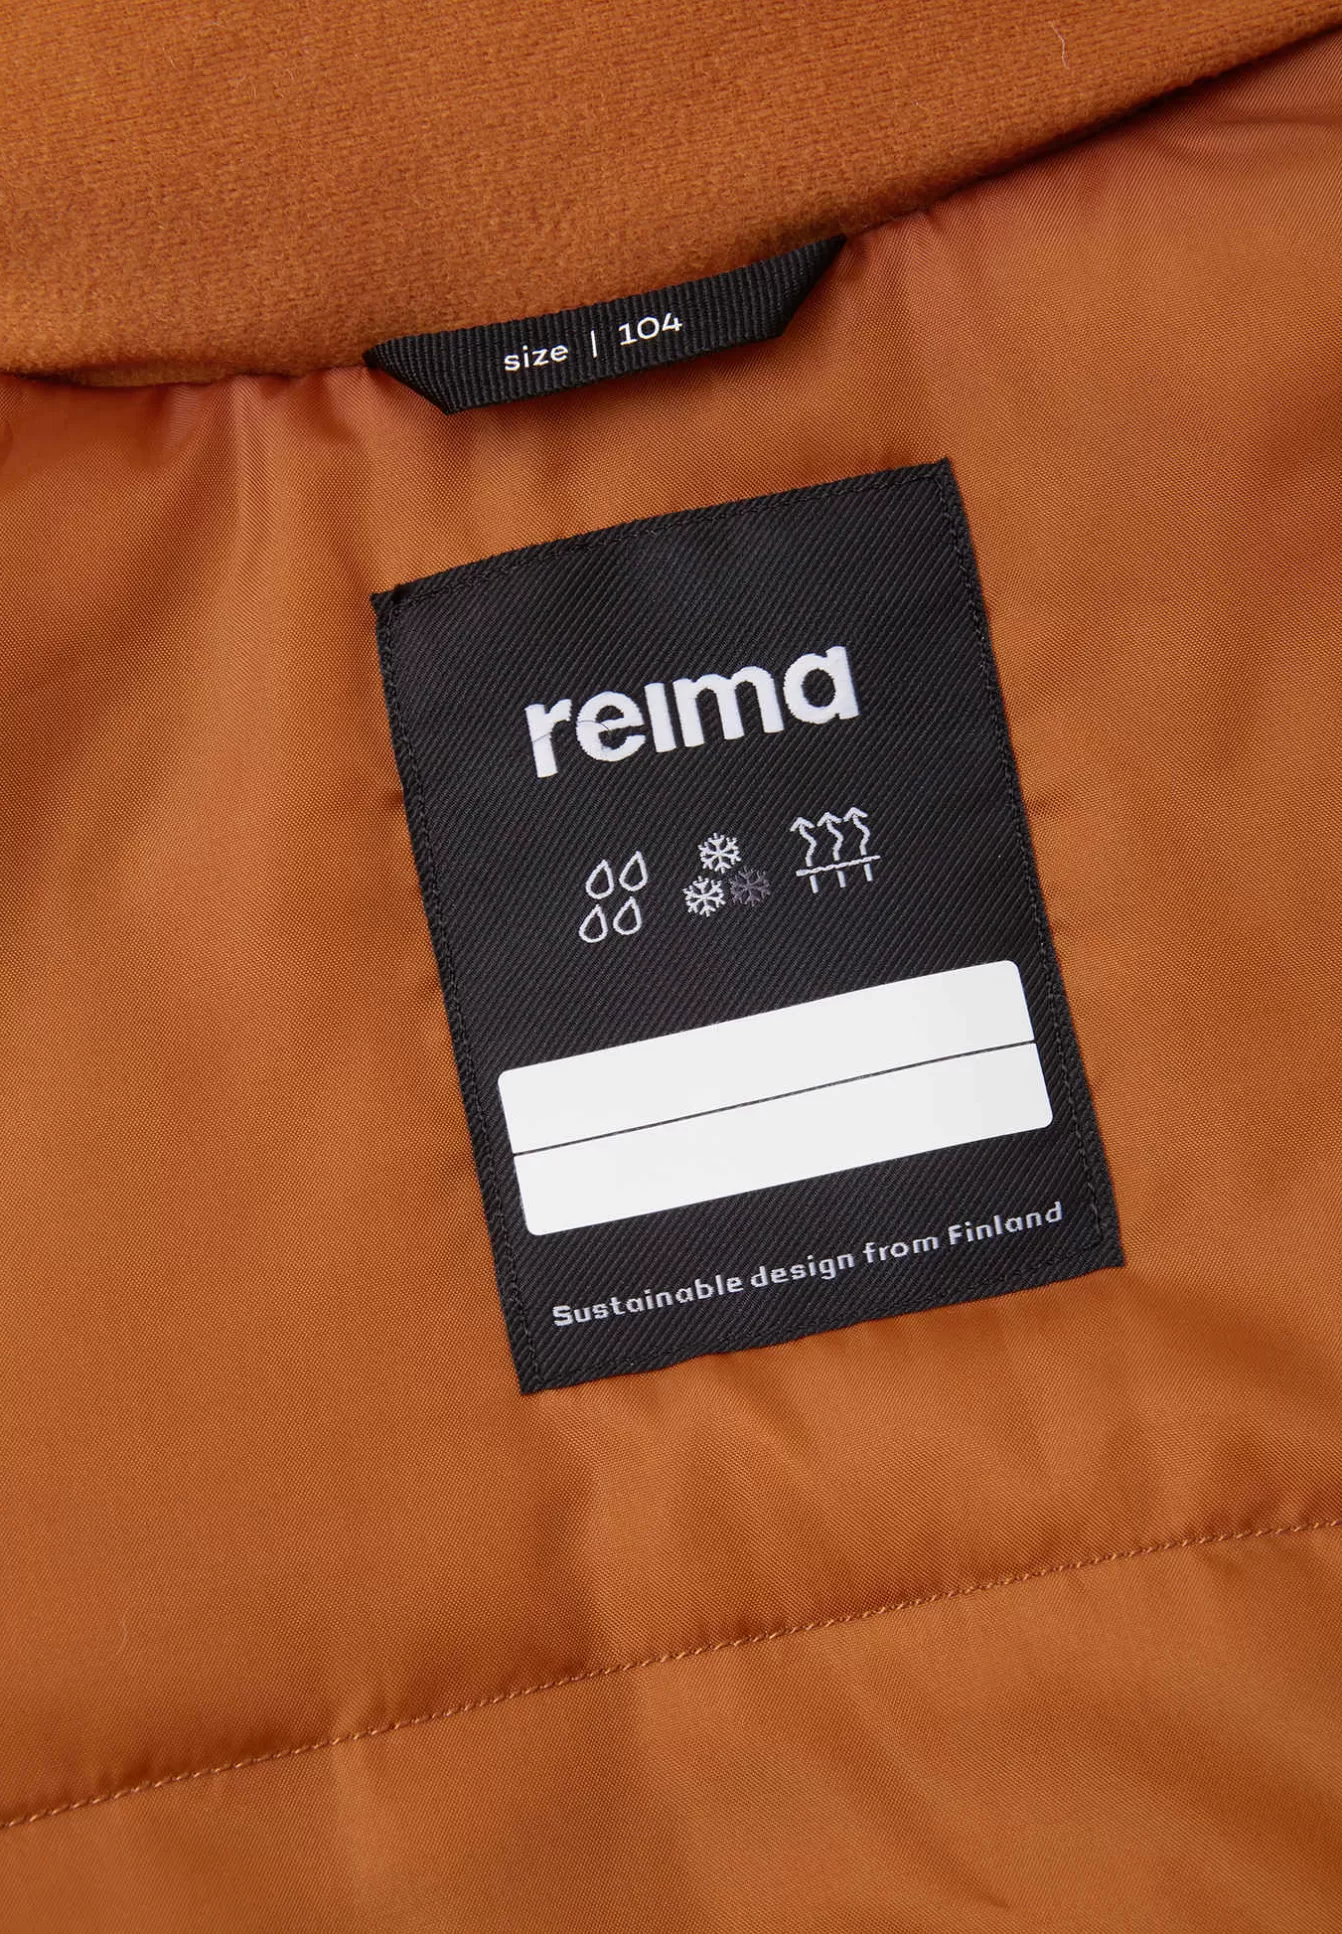 size | 104
reima
Sustainable design from Finland